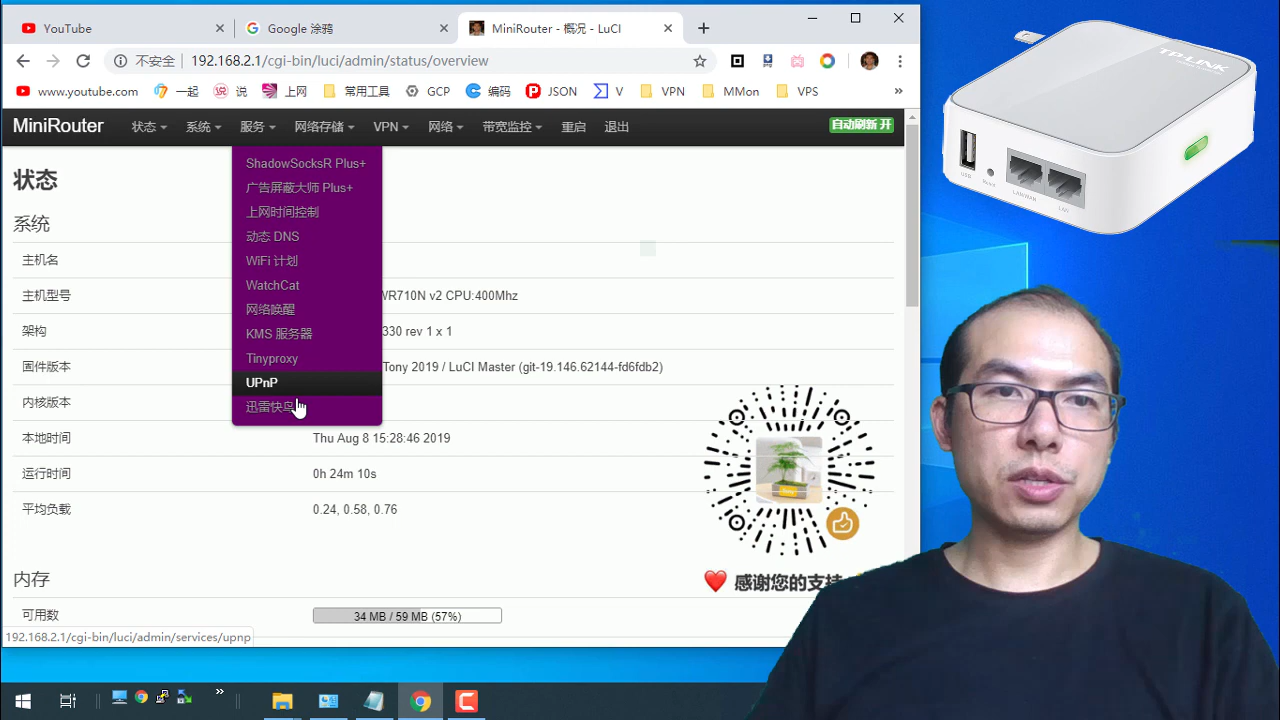 YouTube
Google 涂鸦
MiniRouter - 概况 - LuCI
不安全
192.168.2.1/cgi-bin/luci/admin/status/overview
www.youtube.com
一起
说
上网
常用工具
GCP
编码
JSON
V
VPN
MMon
VPS
»
MiniRouter
状态
系统
服务
网络存储
VPN
网络
带宽监控
重启
退出
自动刷新 开
ShadowSocksR Plus+
广告屏蔽大师 Plus+
上网时间控制
动态 DNS
WiFi 计划
WatchCat
网络唤醒
KMS 服务器
Tinyproxy
UPnP
迅雷快鸟
状态
系统
主机名
主机型号
WR710N v2 CPU:400Mhz
架构
330 rev 1 x 1
固件版本
Tony 2019 / LuCI Master (git-19.146.62144-fd6fdb2)
内核版本
本地时间
Thu Aug 8 15:28:46 2019
运行时间
0h 24m 10s
平均负载
0.24, 0.58, 0.76
感谢您的支持
内存
可用数
34 MB / 59 MB (57%)
192.168.2.1/cgi-bin/luci/admin/services/upnp
TP-LINK
USB
Reset
LAN/WAN
LAN